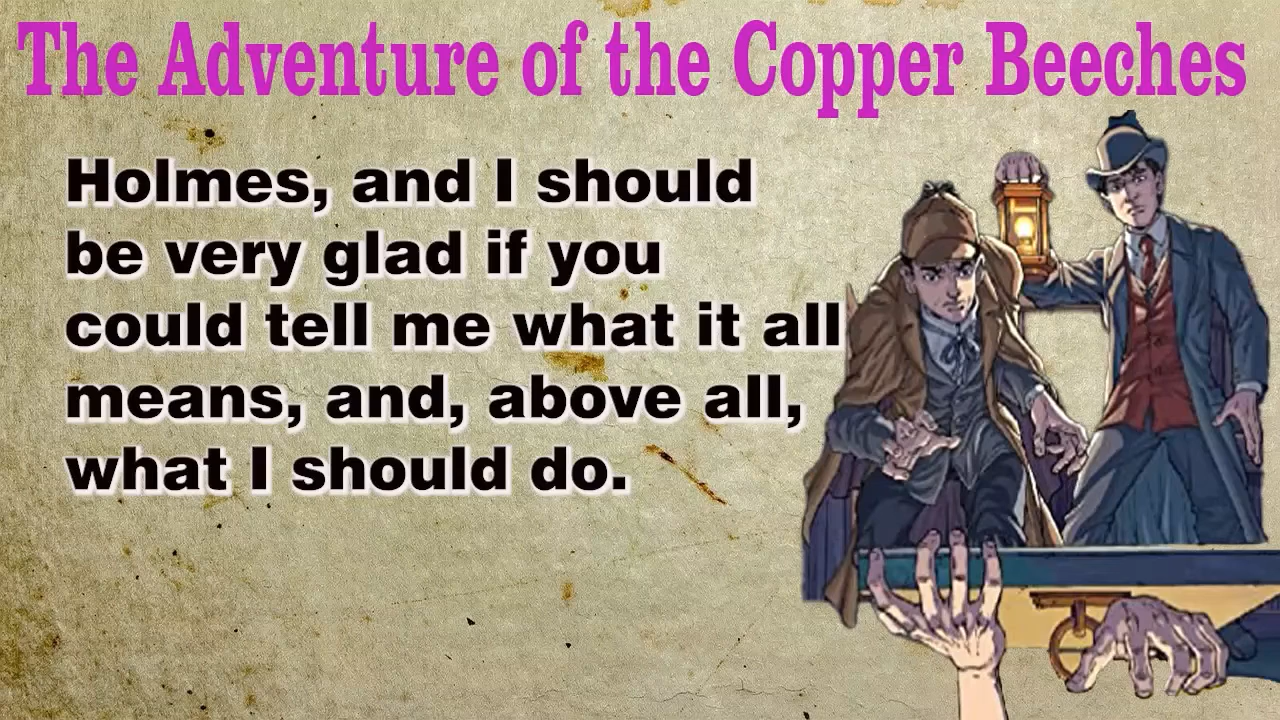 The Adventure of the Copper Beeches
Holmes, and I should
be very glad if you
could tell me what it all
means, and, above all,
what I should do.